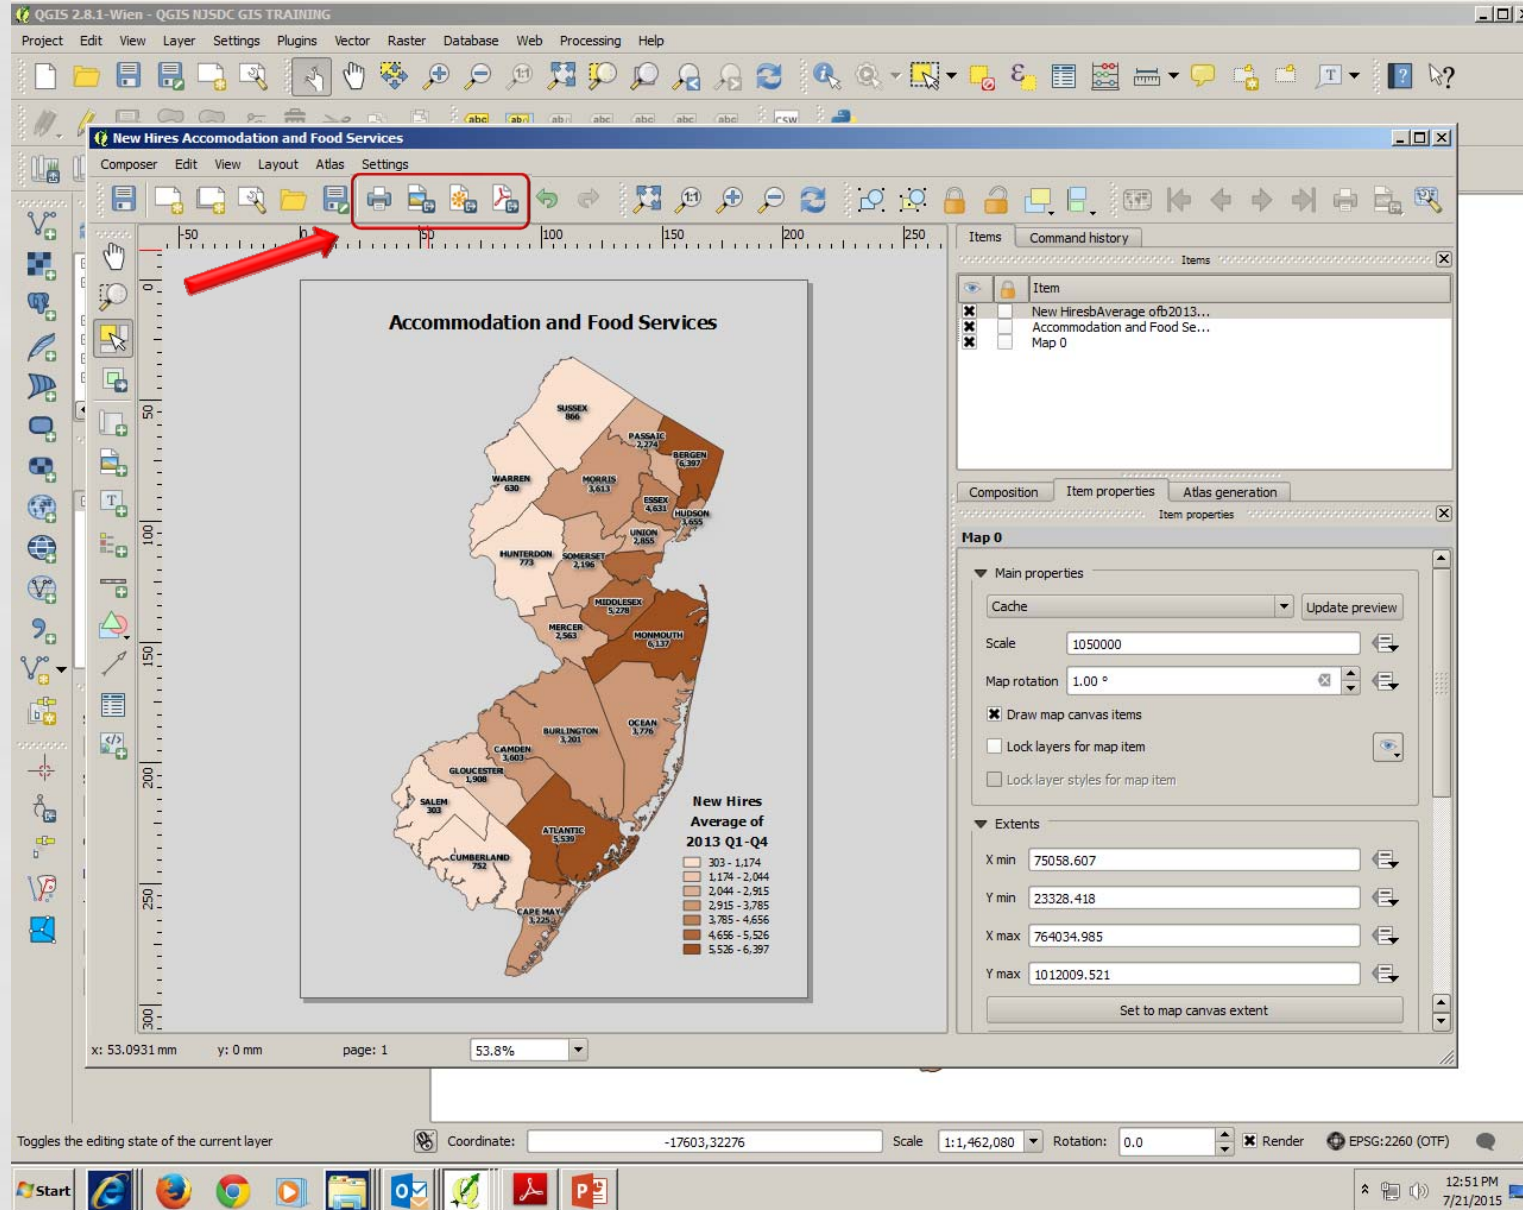 QGIS 2.8.1-Wien - QGIS NJSDC GIS TRAINING
Project Edit View Layer Settings Plugins Vector Raster Database Web Processing Help
New Hires Accomodation and Food Services
Composer Edit View Layout Atlas Settings
-50 0 50 100 150 200 250
0
50
100
150
200
250
300
Accommodation and Food Services
SUSSEX
866
PASSAIC
2,274
BERGEN
6,397
WARREN
630
MORRIS
3,613
ESSEX
4,631
HUDSON
3,655
UNION
2,855
HUNTERDON
773
SOMERSET
2,196
MIDDLESEX
5,278
MERCER
2,563
MONMOUTH
6,137
OCEAN
3,776
BURLINGTON
3,201
CAMDEN
3,603
GLOUCESTER
1,908
SALEM
303
ATLANTIC
5,539
CUMBERLAND
752
CAPE MAY
3,225
New Hires
Average of
2013 Q1-Q4
303 - 1,174
1,174 - 2,044
2,044 - 2,915
2,915 - 3,785
3,785 - 4,656
4,656 - 5,526
5,526 - 6,397
Items Command history
Items
Item
New HiresbAverage ofb2013...
Accommodation and Food Se...
Map 0
Composition Item properties Atlas generation
Item properties
Map 0
Main properties
Cache Update preview
Scale 1050000
Map rotation 1.00 °
Draw map canvas items
Lock layers for map item
Lock layer styles for map item
Extents
X min 75058.607
Y min 23328.418
X max 764034.985
Y max 1012009.521
Set to map canvas extent
x: 53.0931 mm y: 0 mm page: 1 53.8%
Toggles the editing state of the current layer Coordinate: -17603,32276 Scale 1:1,462,080 Rotation: 0.0 Render EPSG:2260 (OTF)
Start 12:51 PM
7/21/2015